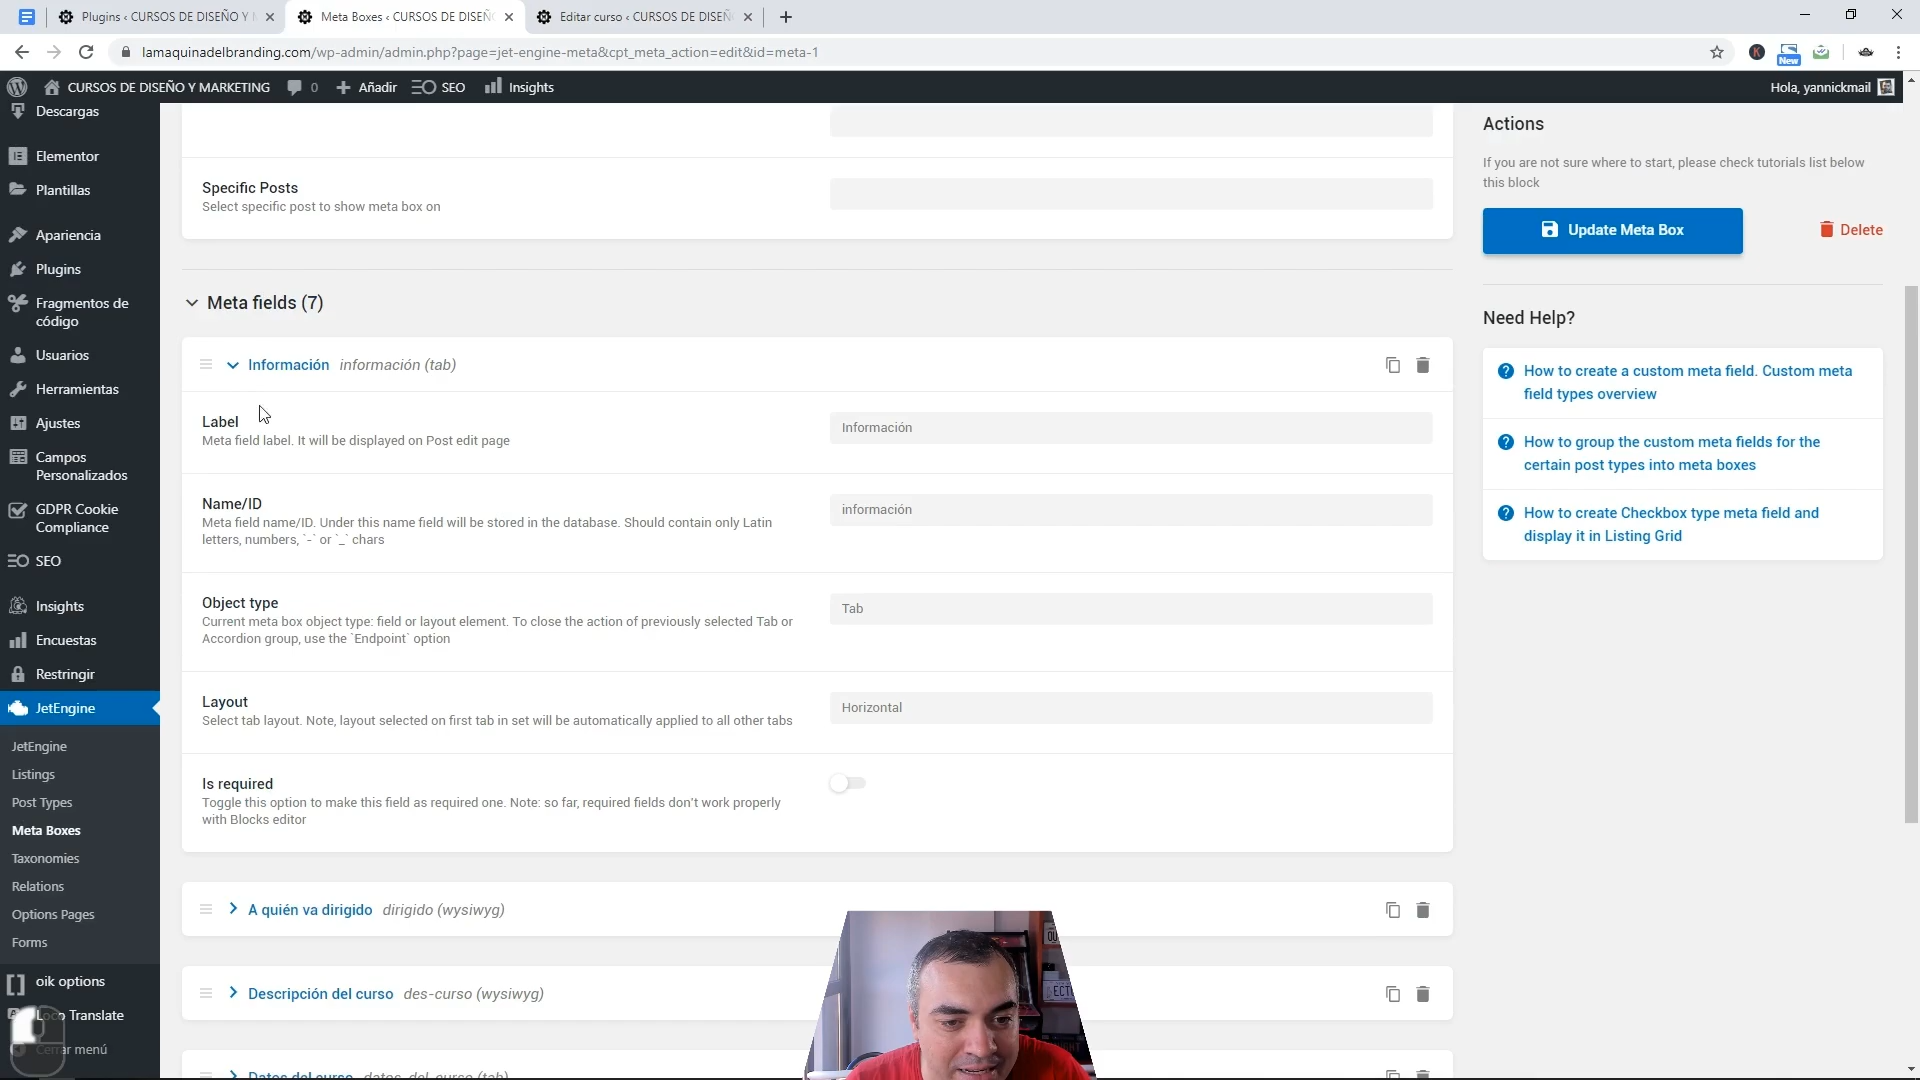 Plugins ‹ CURSOS DE DISEÑO Y
Meta Boxes ‹ CURSOS DE DISEÑ
Editar curso ‹ CURSOS DE DISEÑ
lamaquinadelbranding.com/wp-admin/admin.php?page=jet-engine-meta&cpt_meta_action=edit&id=meta-1
K
New
CURSOS DE DISEÑO Y MARKETING
0
Añadir
SEO
Insights
Hola, yannickmail
Descargas
Elementor
Plantillas
Apariencia
Plugins
Fragmentos de
código
Usuarios
Herramientas
Ajustes
Campos
Personalizados
GDPR Cookie
Compliance
SEO
Insights
Encuestas
Restringir
JetEngine
JetEngine
Listings
Post Types
Meta Boxes
Taxonomies
Relations
Options Pages
Forms
oik options
Loco Translate
Cerrar menú
Specific Posts
Select specific post to show meta box on
Meta fields (7)
Información información (tab)
Label
Meta field label. It will be displayed on Post edit page
Información
Name/ID
Meta field name/ID. Under this name field will be stored in the database. Should contain only Latin
letters, numbers, `-` or `_` chars
información
Object type
Current meta box object type: field or layout element. To close the action of previously selected Tab or
Accordion group, use the `Endpoint` option
Tab
Layout
Select tab layout. Note, layout selected on first tab in set will be automatically applied to all other tabs
Horizontal
Is required
Toggle this option to make this field as required one. Note: so far, required fields don't work properly
with Blocks editor
A quién va dirigido dirigido (wysiwyg)
Descripción del curso des-curso (wysiwyg)
Datos del curso datos_del_curso (tab)
Actions
If you are not sure where to start, please check tutorials list below
this block
Update Meta Box
Delete
Need Help?
How to create a custom meta field. Custom meta
field types overview
How to group the custom meta fields for the
certain post types into meta boxes
How to create Checkbox type meta field and
display it in Listing Grid